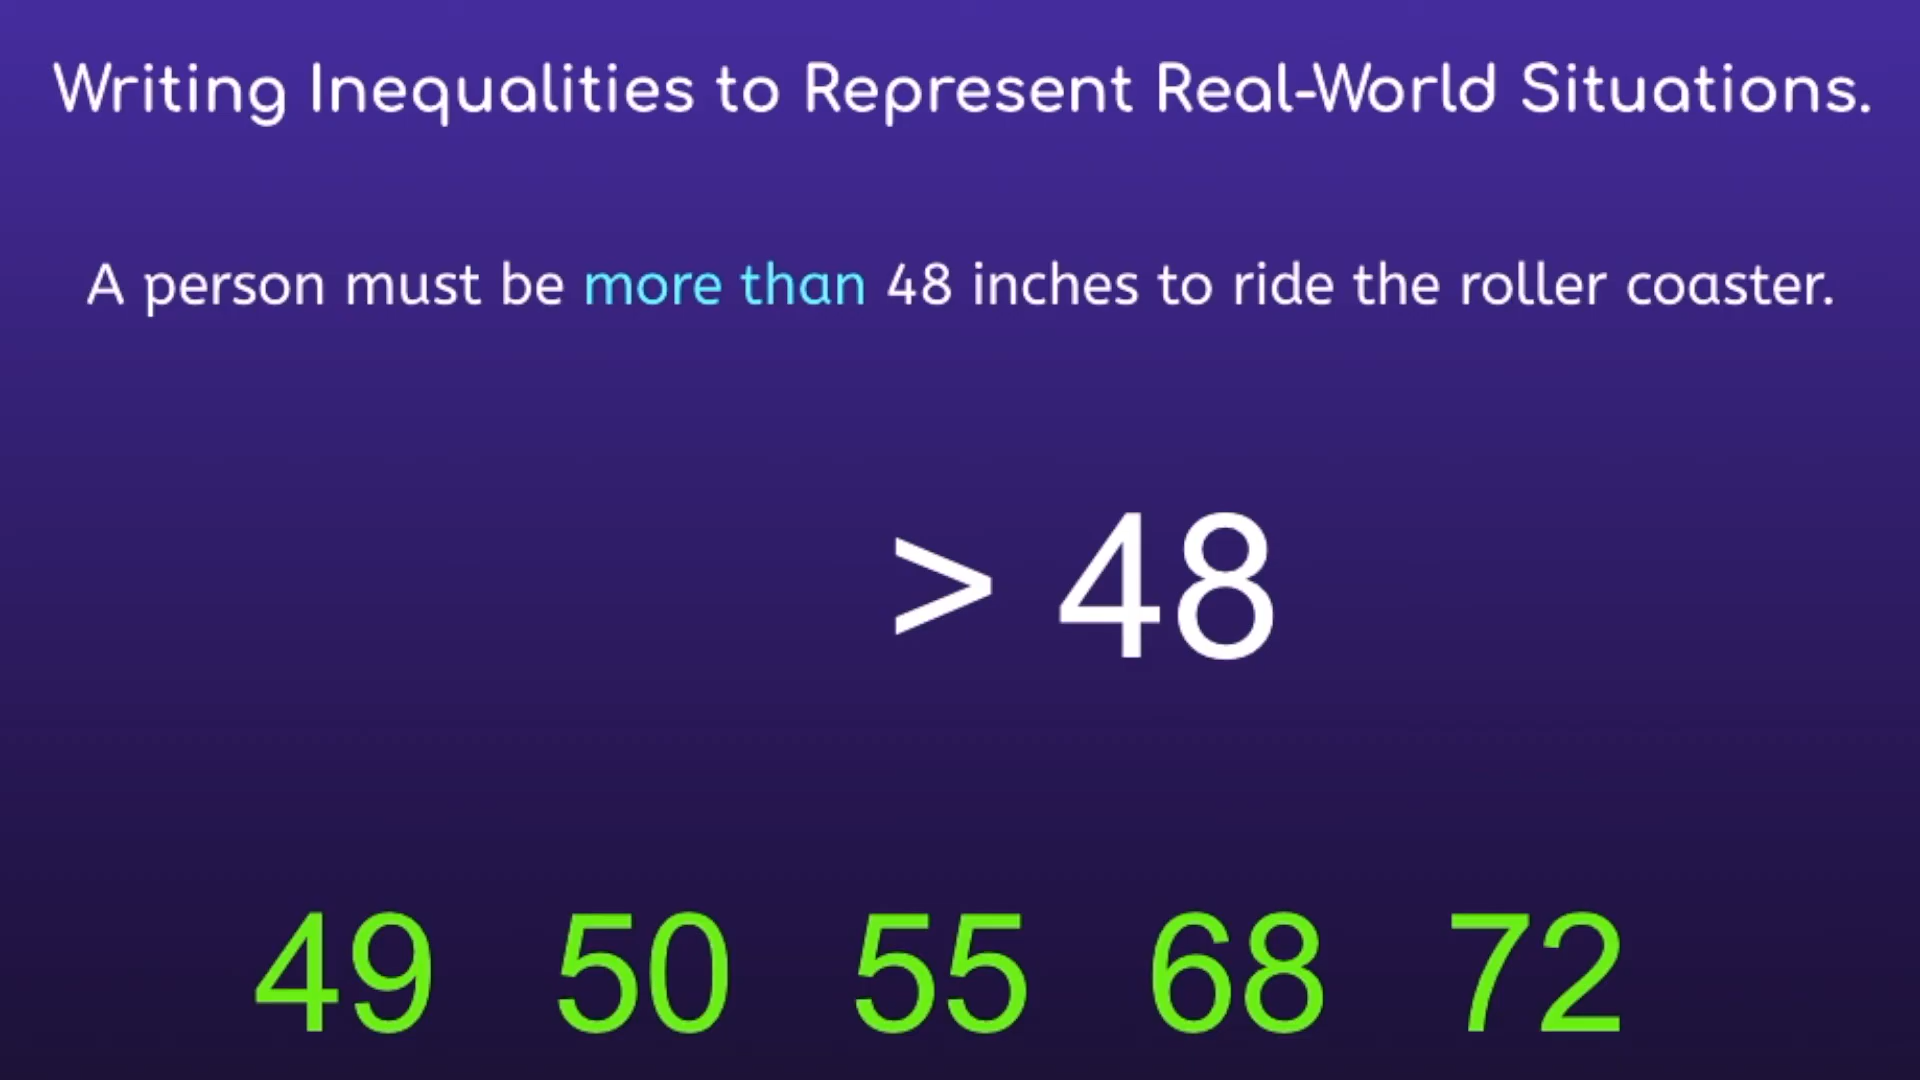 Writing Inequalities to Represent Real-World Situations.
A person must be more than 48 inches to ride the roller coaster.
> 48
49 50 55 68 72